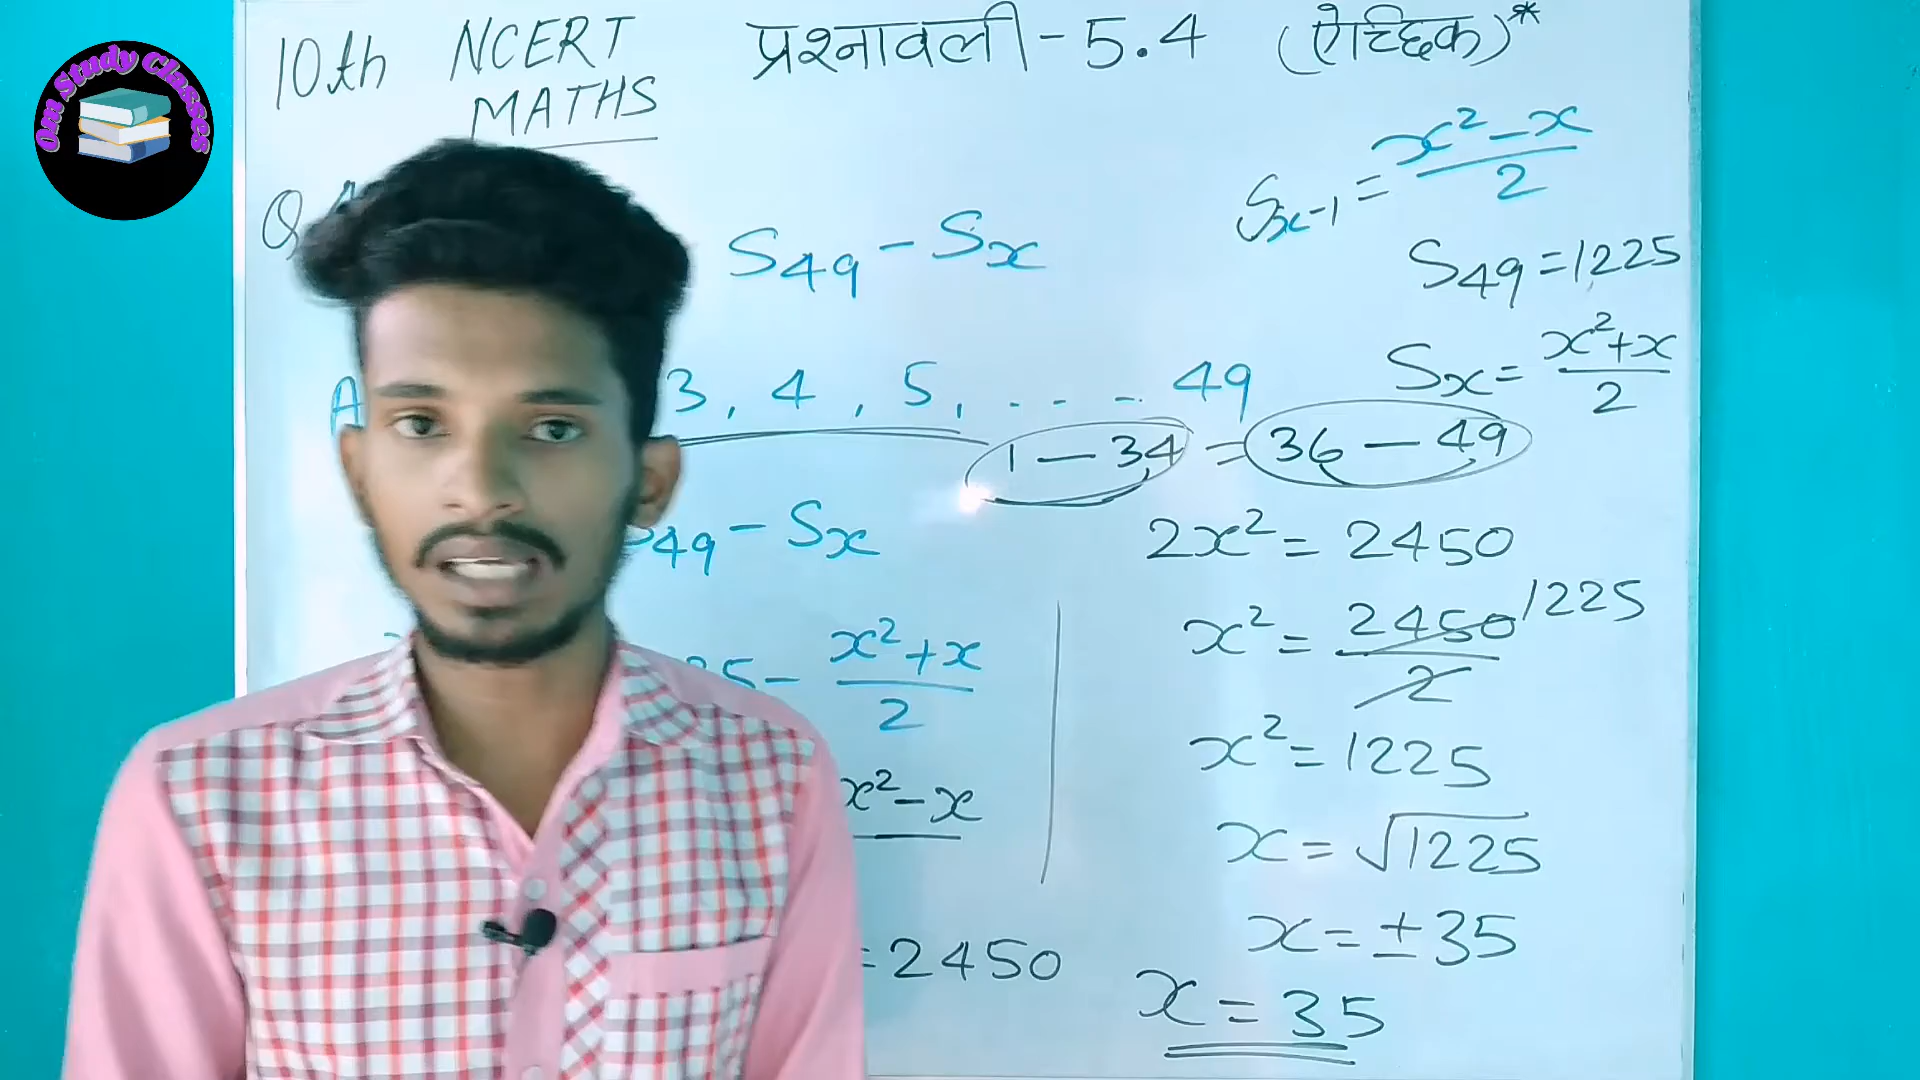 Om Study Classes
10th NCERT MATHS प्रश्नावली - 5.4 (ऐच्छिक)*
Sx-1 = x² - x / 2
S49 - Sx
S49 = 1225
Sx = x² + x / 2
3, 4, 5, - - - 49
1 — 34 = 36 — 49
49 - Sx
- x² + x / 2
x² - x
= 2450
2x² = 2450
x² = 2450 / 2 1225
x² = 1225
x = √1225
x = ± 35
x = 35